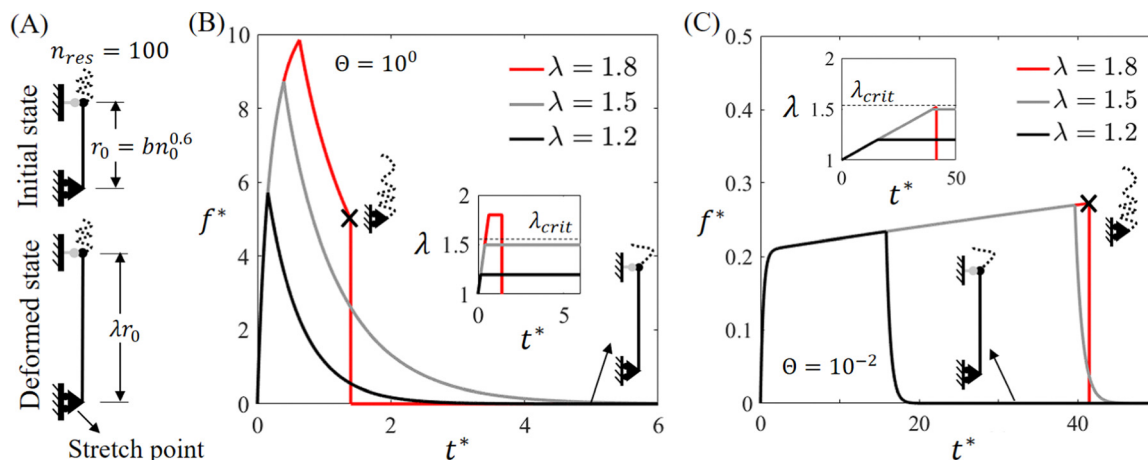 (A)
n_res = 100
Initial state
r_0 = bn_0^0.6
Deformed state
λr_0
Stretch point
(B)
f*
10
8
6
4
2
0
Θ = 10^0
λ = 1.8
λ = 1.5
λ = 1.2
λ
2
1.5
1
λ_crit
0 5
t*
0 2 4 6
t*
(C)
f*
0.5
0.4
0.3
0.2
0.1
0
λ
2
1.5
1
λ_crit
0 50
t*
λ = 1.8
λ = 1.5
λ = 1.2
Θ = 10^-2
0 20 40
t*